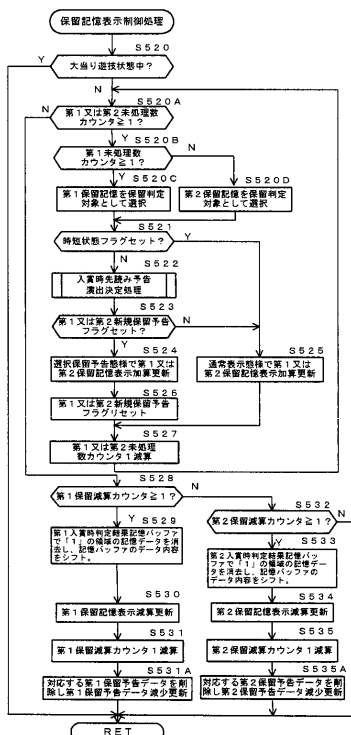 保留記憶表示制御処理
S520
大当り遊技状態中？
Y
N
S520A
第1又は第2未処理数
カウンタ≧1？
N
Y
S520B
第1未処理数
カウンタ≧1？
N
Y
S520C
第1保留記憶を保留判定
対象として選択
S520D
第2保留記憶を保留判定
対象として選択
S521
時短状態フラグセット？
Y
N
S522
入賞時先読み予告
演出決定処理
S523
第1又は第2新規保留予告
フラグセット？
N
Y
S524
選択保留予告態様で第1又は
第2保留記憶表示加算更新
S525
通常表示態様で第1又は
第2保留記憶表示加算更新
S526
第1又は第2新規保留予告
フラグリセット
S527
第1又は第2未処理
数カウンタ1減算
S528
第1保留減算カウンタ≧1？
N
Y
S529
第1入賞時判定結果記憶バッファ
で「1」の領域の記憶データを消
去し、記憶バッファのデータ内容
をシフト。
S530
第1保留記憶表示減算更新
S531
第1保留減算カウンタ1減算
S531A
対応する第1保留予告データを削
除し第1保留予告データ減少更新
S532
第2保留減算カウンタ≧1？
N
Y
S533
第2入賞時判定結果記憶バッ
ファで「1」の領域の記憶デー
タを消去し、記憶バッファの
データ内容をシフト。
S534
第2保留記憶表示減算更新
S535
第2保留減算カウンタ1減算
S535A
対応する第2保留予告データを削
除し第2保留予告データ減少更新
RET